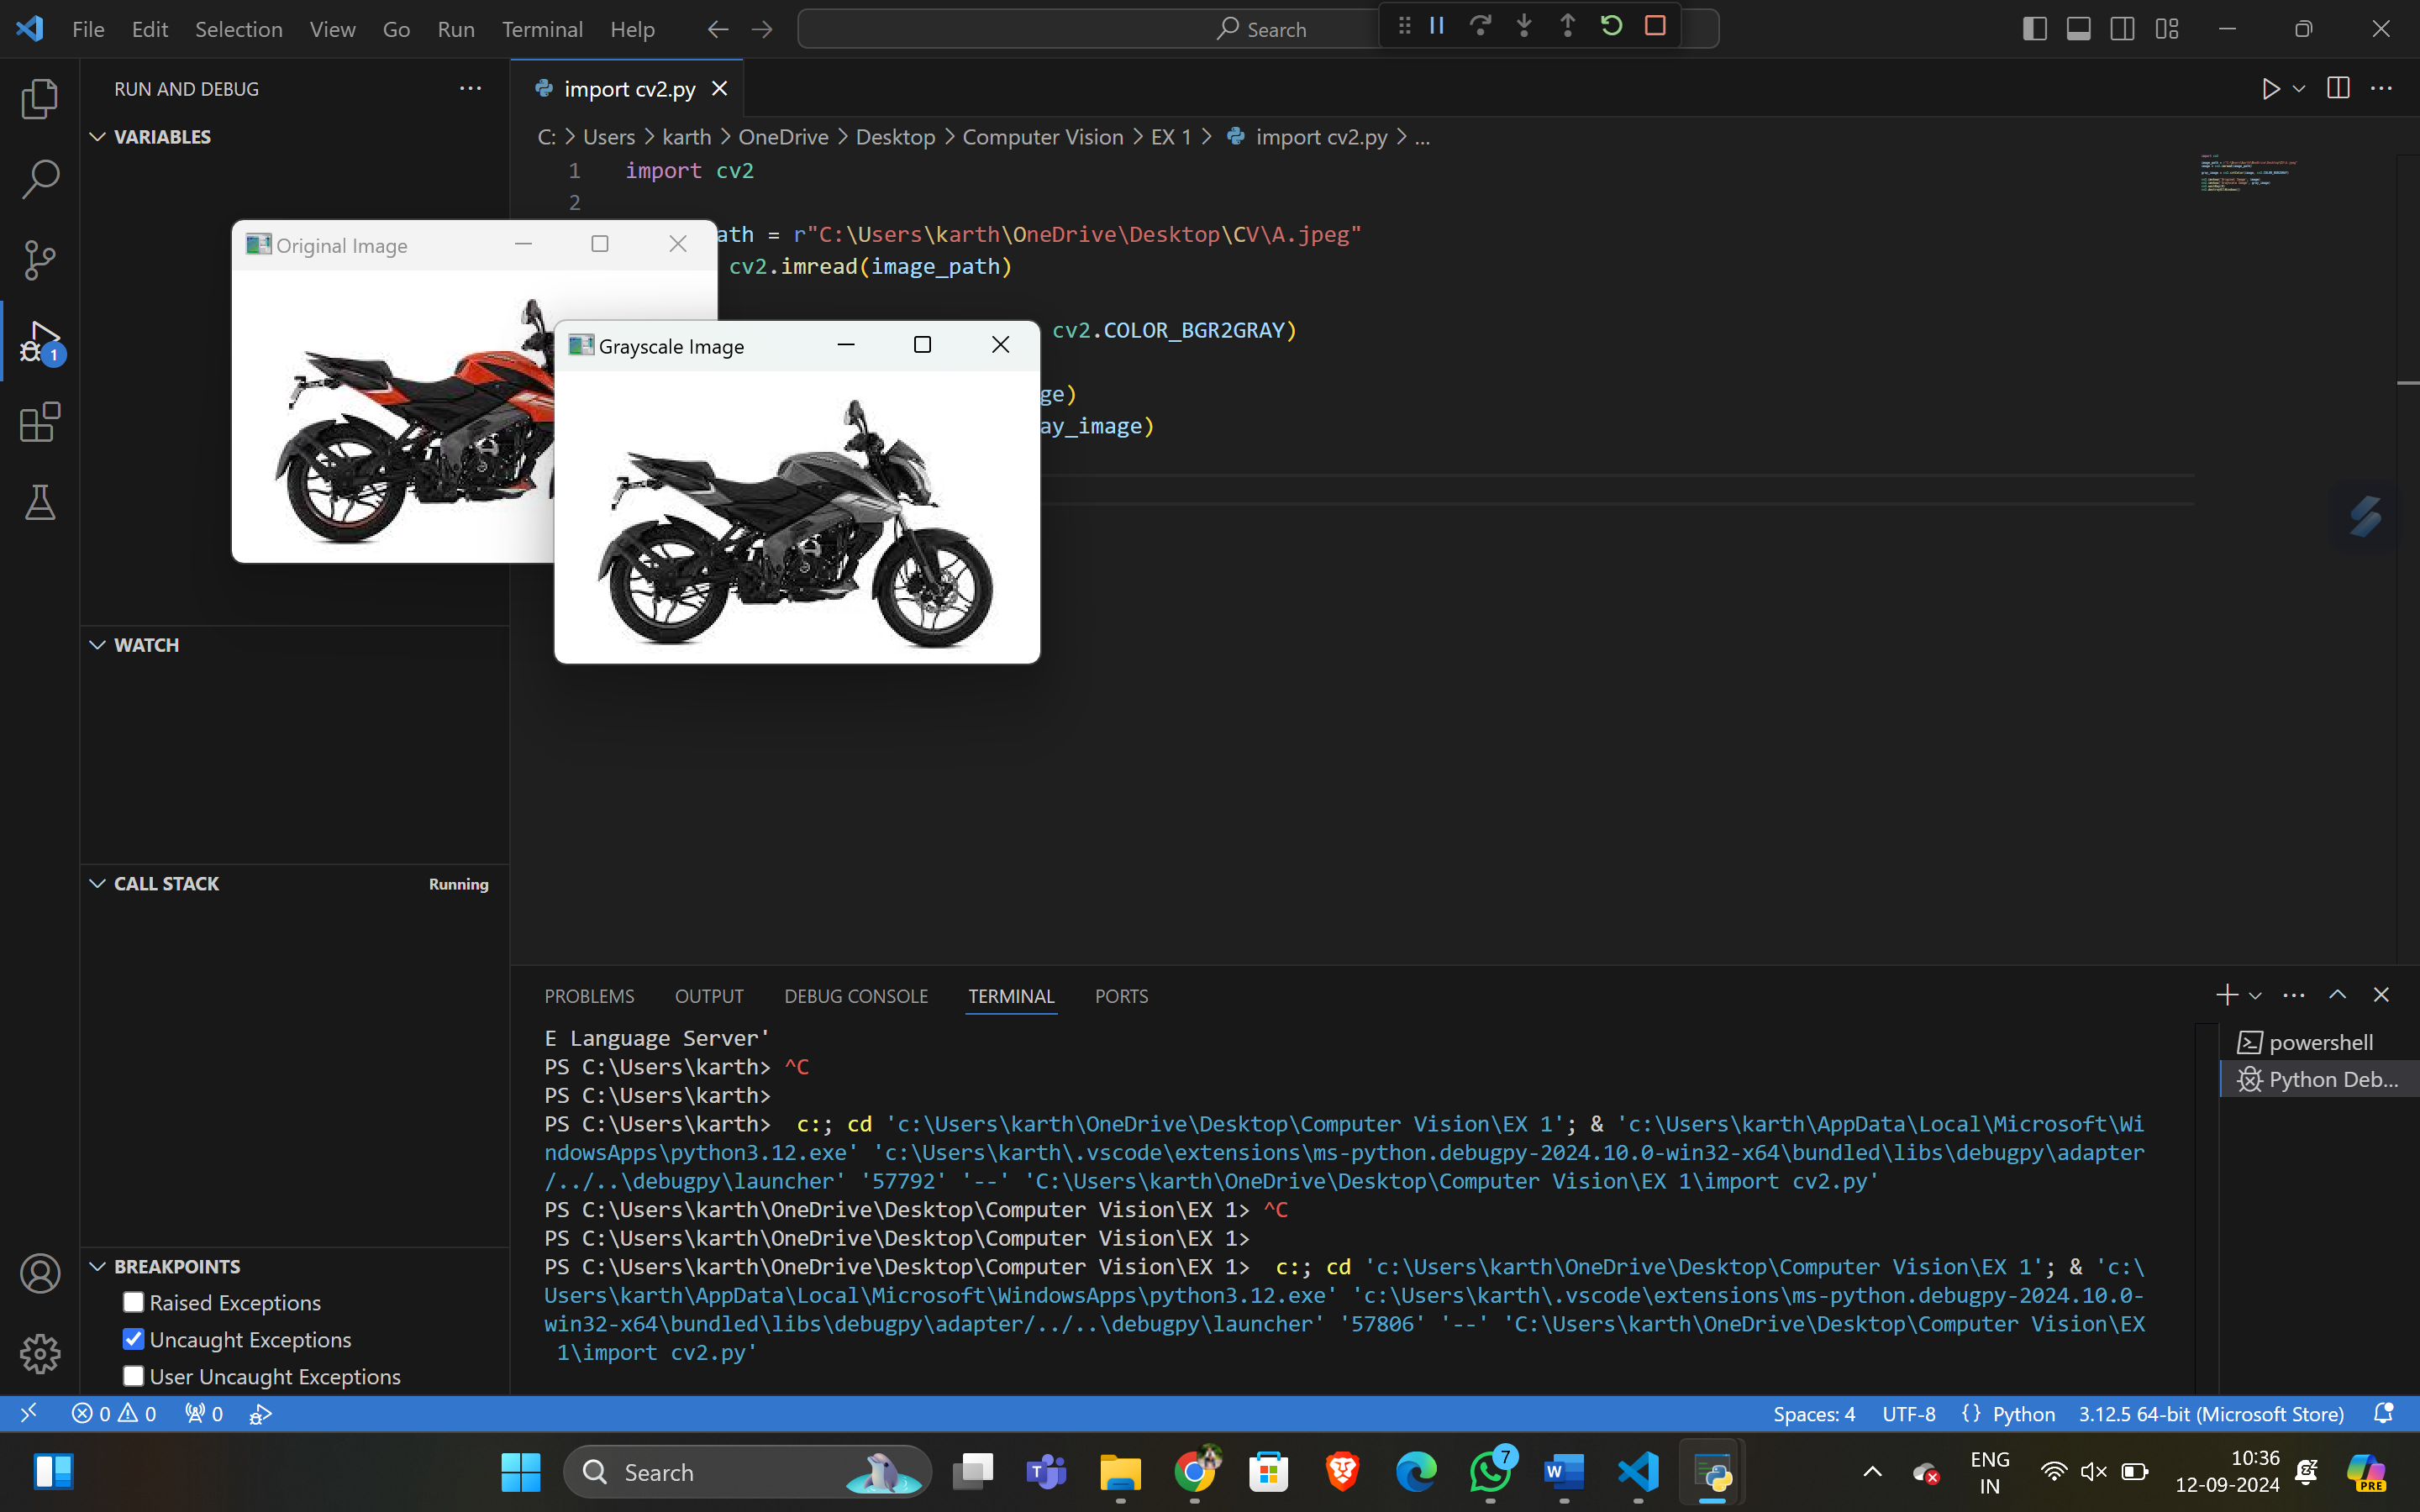 File Edit Selection View Go Run Terminal Help Search
RUN AND DEBUG
VARIABLES
WATCH
CALL STACK Running
BREAKPOINTS
Raised Exceptions
Uncaught Exceptions
User Uncaught Exceptions
import cv2.py
C: > Users > karth > OneDrive > Desktop > Computer Vision > EX 1 > import cv2.py > ...
1 import cv2
2
ath = r"C:\Users\karth\OneDrive\Desktop\CV\A.jpeg"
cv2.imread(image_path)
cv2.COLOR_BGR2GRAY)
ge)
ay_image)
Original Image
Grayscale Image
PROBLEMS OUTPUT DEBUG CONSOLE TERMINAL PORTS
E Language Server'
PS C:\Users\karth> ^C
PS C:\Users\karth>
PS C:\Users\karth>  c:; cd 'c:\Users\karth\OneDrive\Desktop\Computer Vision\EX 1'; & 'c:\Users\karth\AppData\Local\Microsoft\Wi
ndowsApps\python3.12.exe' 'c:\Users\karth\.vscode\extensions\ms-python.debugpy-2024.10.0-win32-x64\bundled\libs\debugpy\adapter
/../..\debugpy\launcher' '57792' '--' 'C:\Users\karth\OneDrive\Desktop\Computer Vision\EX 1\import cv2.py'
PS C:\Users\karth\OneDrive\Desktop\Computer Vision\EX 1> ^C
PS C:\Users\karth\OneDrive\Desktop\Computer Vision\EX 1>
PS C:\Users\karth\OneDrive\Desktop\Computer Vision\EX 1>  c:; cd 'c:\Users\karth\OneDrive\Desktop\Computer Vision\EX 1'; & 'c:\
Users\karth\AppData\Local\Microsoft\WindowsApps\python3.12.exe' 'c:\Users\karth\.vscode\extensions\ms-python.debugpy-2024.10.0-
win32-x64\bundled\libs\debugpy\adapter/../..\debugpy\launcher' '57806' '--' 'C:\Users\karth\OneDrive\Desktop\Computer Vision\EX
1\import cv2.py'
powershell
Python Deb...
1
0 0 0 Spaces: 4 UTF-8 {} Python 3.12.5 64-bit (Microsoft Store)
Search 7 ENG 10:36
IN 12-09-2024 PRE